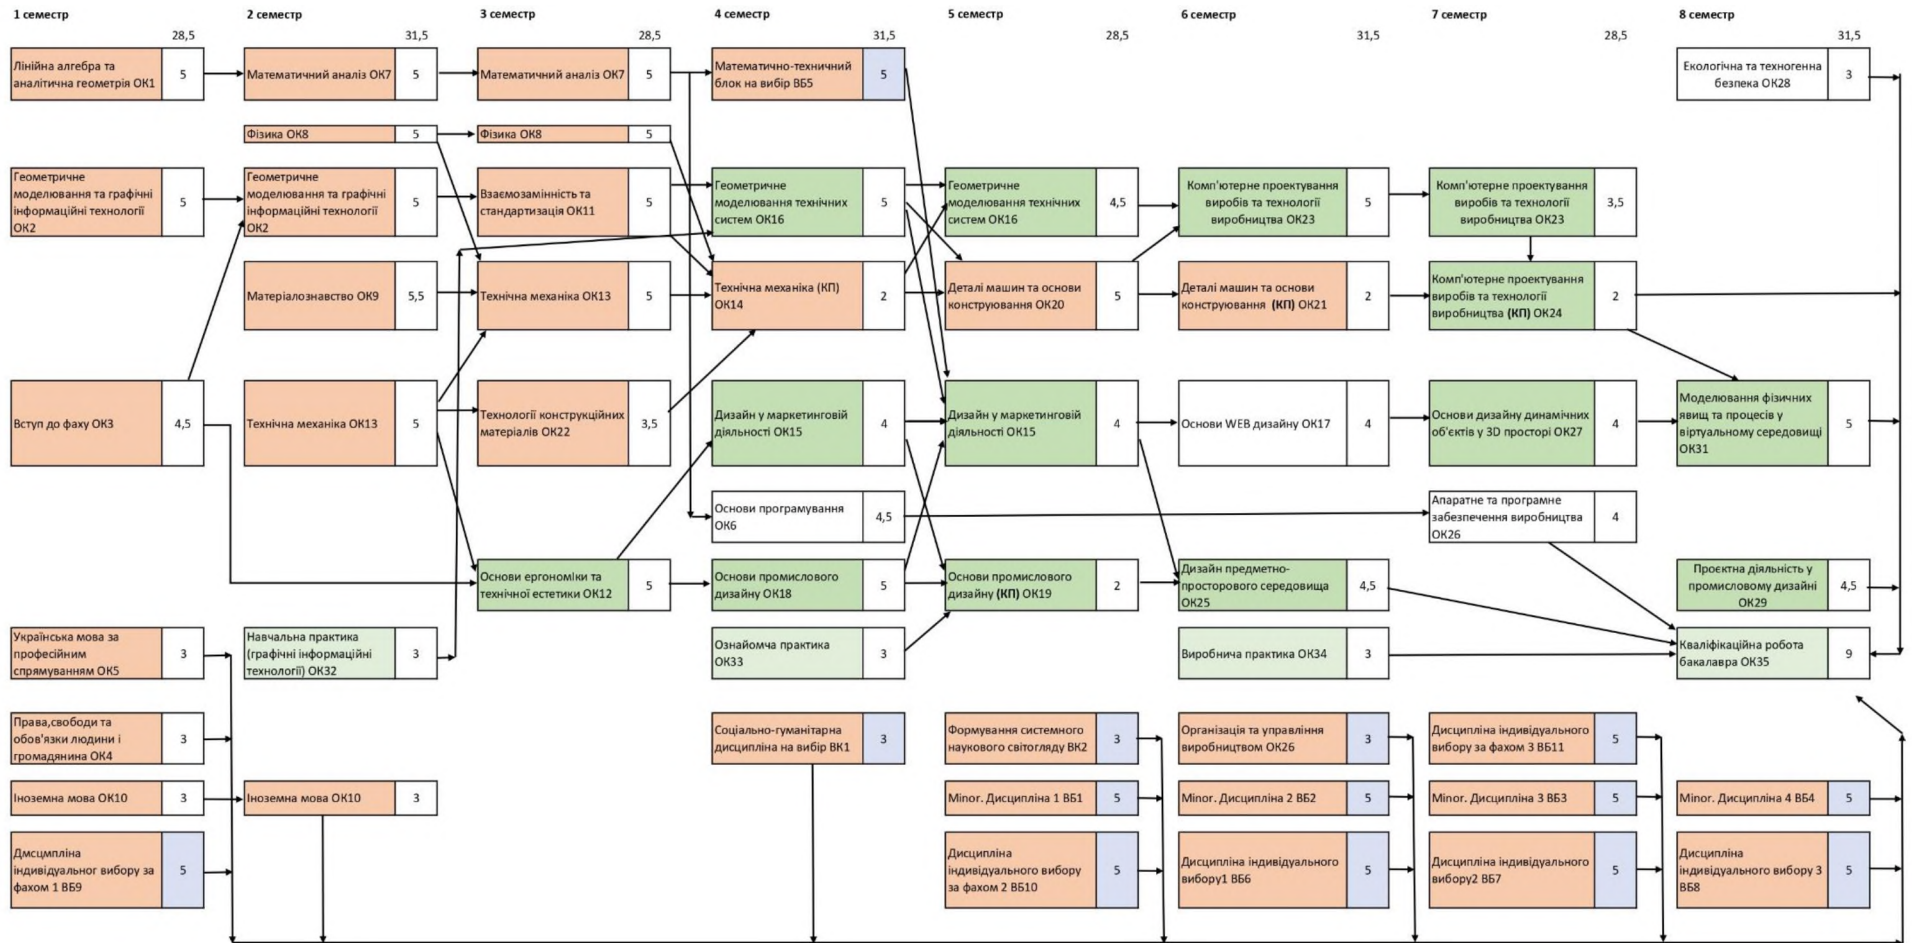 1 семестр
2 семестр
3 семестр
4 семестр
5 семестр
6 семестр
7 семестр
8 семестр
28,5
31,5
28,5
31,5
28,5
31,5
28,5
31,5
Лінійна алгебра та
аналітична геометрія ОК1
5
Математичний аналіз ОК7
5
Математичний аналіз ОК7
5
Математично-техничний
блок на вибір ВБ5
5
Екологічна та техногенна
безпека ОК28
3
Фізика ОК8
5
Фізика ОК8
5
Геометричне
моделювання та графічні
інформаційні технології
ОК2
5
Геометричне
моделювання та графічні
інформаційні технології
ОК2
5
Взаємозамінність та
стандартизація ОК11
5
Геометричне
моделювання технічних
систем ОК16
5
Геометричне
моделювання технічних
систем ОК16
4,5
Комп'ютерне проектування
виробів та технології
виробництва ОК23
5
Комп'ютерне проектування
виробів та технології
виробництва ОК23
3,5
Матеріалознавство ОК9
5,5
Технічна механіка ОК13
5
Технічна механіка (КП)
ОК14
2
Деталі машин та основи
конструювання ОК20
5
Деталі машин та основи
конструювання (КП) ОК21
2
Комп'ютерне проектування
виробів та технології
виробництва (КП) ОК24
2
Вступ до фаху ОК3
4,5
Технічна механіка ОК13
5
Технології конструкційних
матеріалів ОК22
3,5
Дизайн у маркетинговій
діяльності ОК15
4
Дизайн у маркетинговій
діяльності ОК15
4
Основи WEB дизайну ОК17
4
Основи дизайну динамічних
об'єктів у 3D просторі ОК27
4
Моделювання фізичних
явищ та процесів у
віртуальному середовищі
ОК31
5
Основи програмування
ОК6
4,5
Апаратне та програмне
забезпечення виробництва
ОК26
4
Основи ергономіки та
технічної естетики ОК12
5
Основи промислового
дизайну ОК18
5
Основи промислового
дизайну (КП) ОК19
2
Дизайн предметно-
просторового середовища
ОК25
4,5
Проєктна діяльність у
промисловому дизайні
ОК29
4,5
Українська мова за
професійним
спрямуванням ОК5
3
Навчальна практика
(графічні інформаційні
технології) ОК32
3
Ознайомча практика
ОК33
3
Виробнича практика ОК34
3
Кваліфікаційна робота
бакалавра ОК35
9
Права,свободи та
обов'язки людини і
громадянина ОК4
3
Соціально-гуманітарна
дисципліна на вибір ВК1
3
Формування системного
наукового світогляду ВК2
3
Організація та управління
виробництвом ОК26
3
Дисципліна індивідуального
вибору за фахом 3 ВБ11
5
Іноземна мова ОК10
3
Іноземна мова ОК10
3
Minor. Дисципліна 1 ВБ1
5
Minor. Дисципліна 2 ВБ2
5
Minor. Дисципліна 3 ВБ3
5
Minor. Дисципліна 4 ВБ4
5
Дмсцмпліна
індивідуальног вибору за
фахом 1 ВБ9
5
Дисципліна
індивідуального вибору
за фахом 2 ВБ10
5
Дисципліна індивідуального
вибору1 ВБ6
5
Дисципліна індивідуального
вибору2 ВБ7
5
Дисципліна
індивідуального вибору 3
ВБ8
5